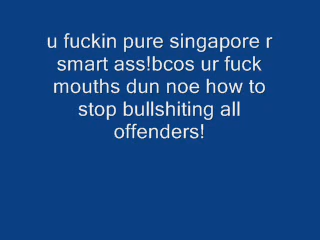 u fuckin pure singapore r
smart ass!bcos ur fuck
mouths dun noe how to
stop bullshiting all
offenders!